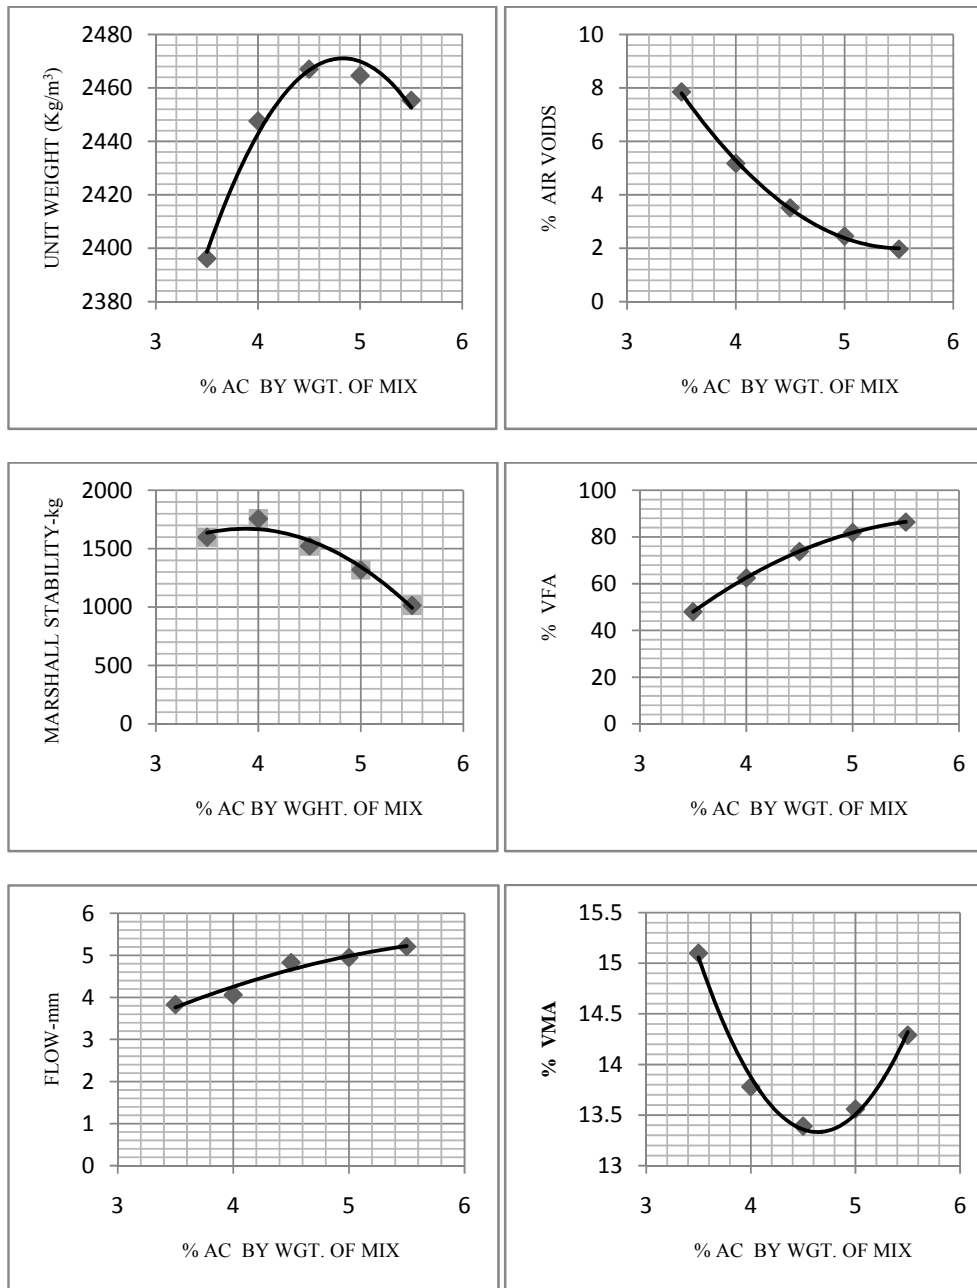 UNIT WEIGHT (Kg/m³)
2480
2460
2440
2420
2400
2380
3 4 5 6
% AC BY WGT. OF MIX
% AIR VOIDS
10
8
6
4
2
0
3 4 5 6
% AC BY WGT. OF MIX
MARSHALL STABILITY-kg
2000
1500
1000
500
0
3 4 5 6
% AC BY WGHT. OF MIX
% VFA
100
80
60
40
20
0
3 4 5 6
% AC BY WGT. OF MIX
FLOW-mm
6
5
4
3
2
1
0
3 4 5 6
% AC BY WGT. OF MIX
% VMA
15.5
15
14.5
14
13.5
13
3 4 5 6
% AC BY WGT. OF MIX